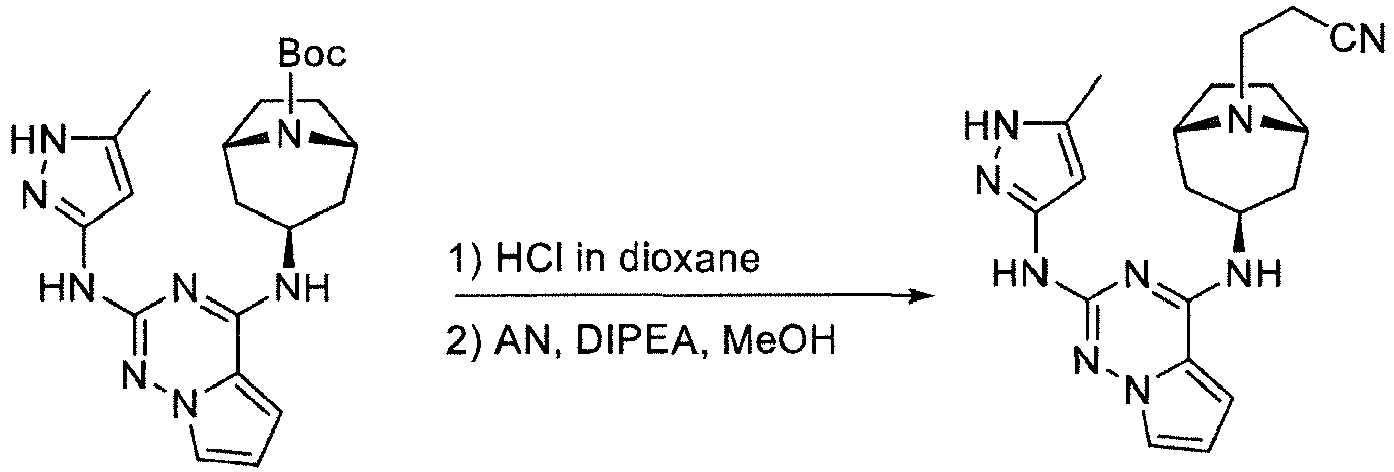 Boc
N
HN
N
HN
N
NH
N
N
1) HCl in dioxane
2) AN, DIPEA, MeOH
CN
N
HN
N
HN
N
NH
N
N